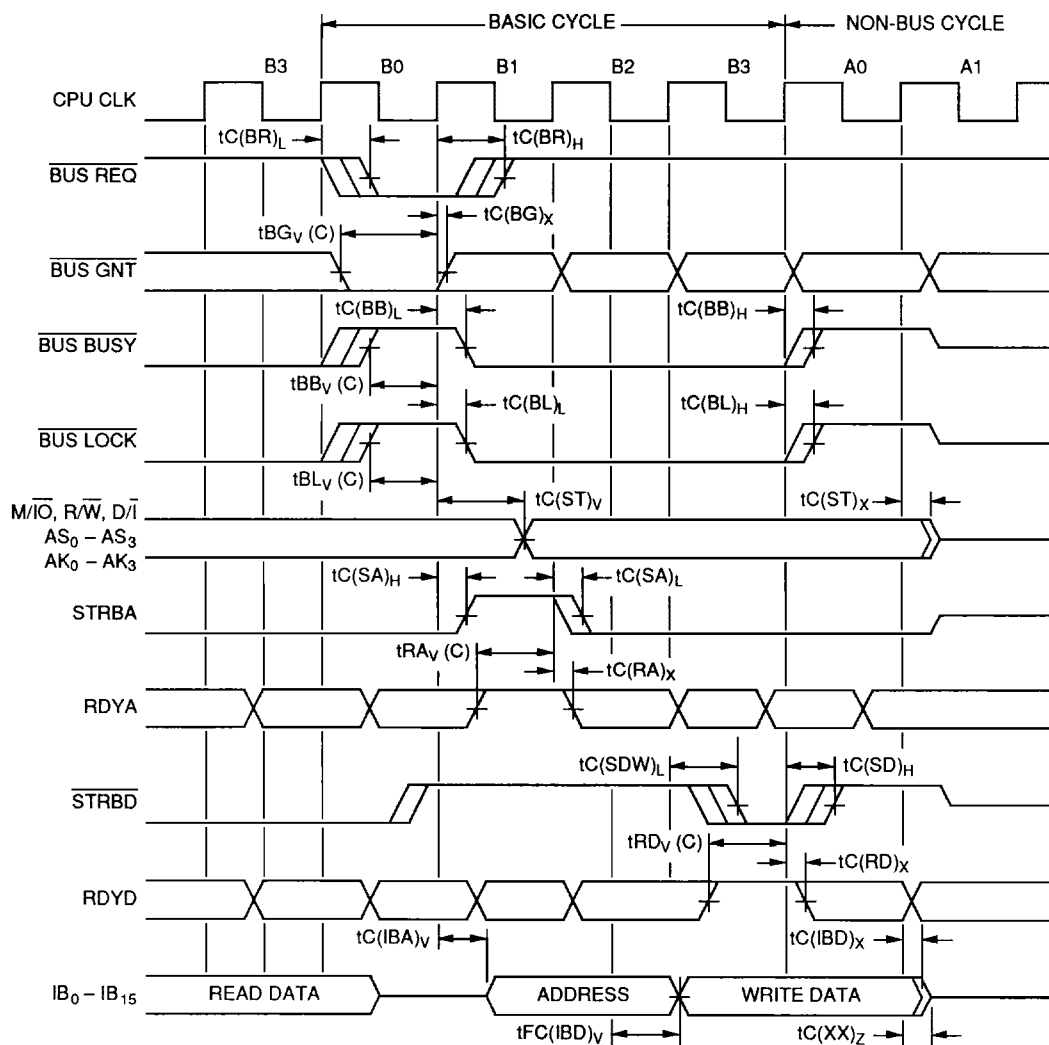 BASIC CYCLE NON-BUS CYCLE
B3 B0 B1 B2 B3 A0 A1
CPU CLK
tC(BR)L tC(BR)H
BUS REQ
tC(BG)X
tBGV (C)
BUS GNT
tC(BB)L tC(BB)H
BUS BUSY
tBBV (C)
tC(BL)L tC(BL)H
BUS LOCK
tBLV (C)
tC(ST)V tC(ST)X
M/IO, R/W, D/I
AS0 – AS3
AK0 – AK3
tC(SA)H tC(SA)L
STRBA
tRAV (C)
tC(RA)X
RDYA
tC(SDW)L tC(SD)H
STRBD
tRDV (C)
tC(RD)X
RDYD
tC(IBA)V tC(IBD)X
IB0 – IB15 READ DATA ADDRESS WRITE DATA
tFC(IBD)V tC(XX)Z